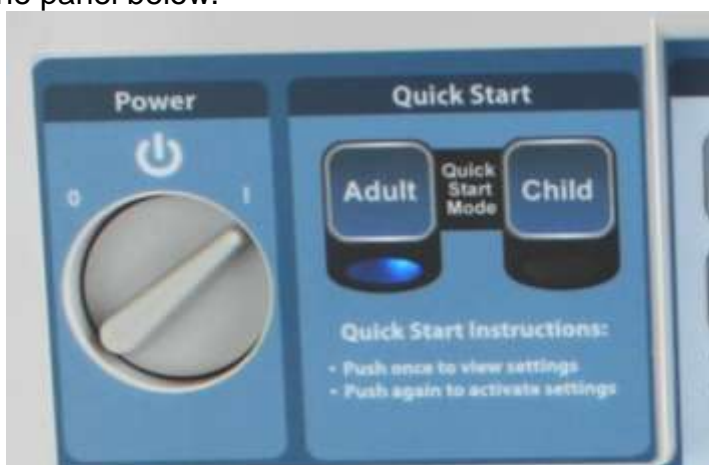 the panel below.
Power
0 1
Quick Start
Adult
Quick
Start
Mode
Child
Quick Start Instructions:
• Push once to view settings
• Push again to activate settings